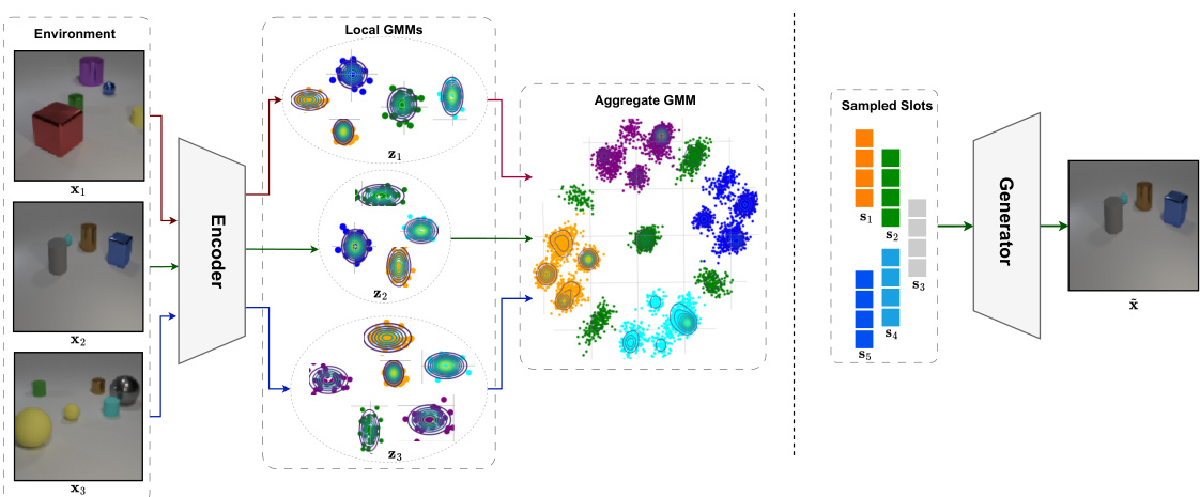 Environment
x₁
x₂
x₃
Encoder
Local GMMs
z₁
z₂
z₃
Aggregate GMM
Sampled Slots
s₁
s₂
s₃
s₄
s₅
Generator
x̃